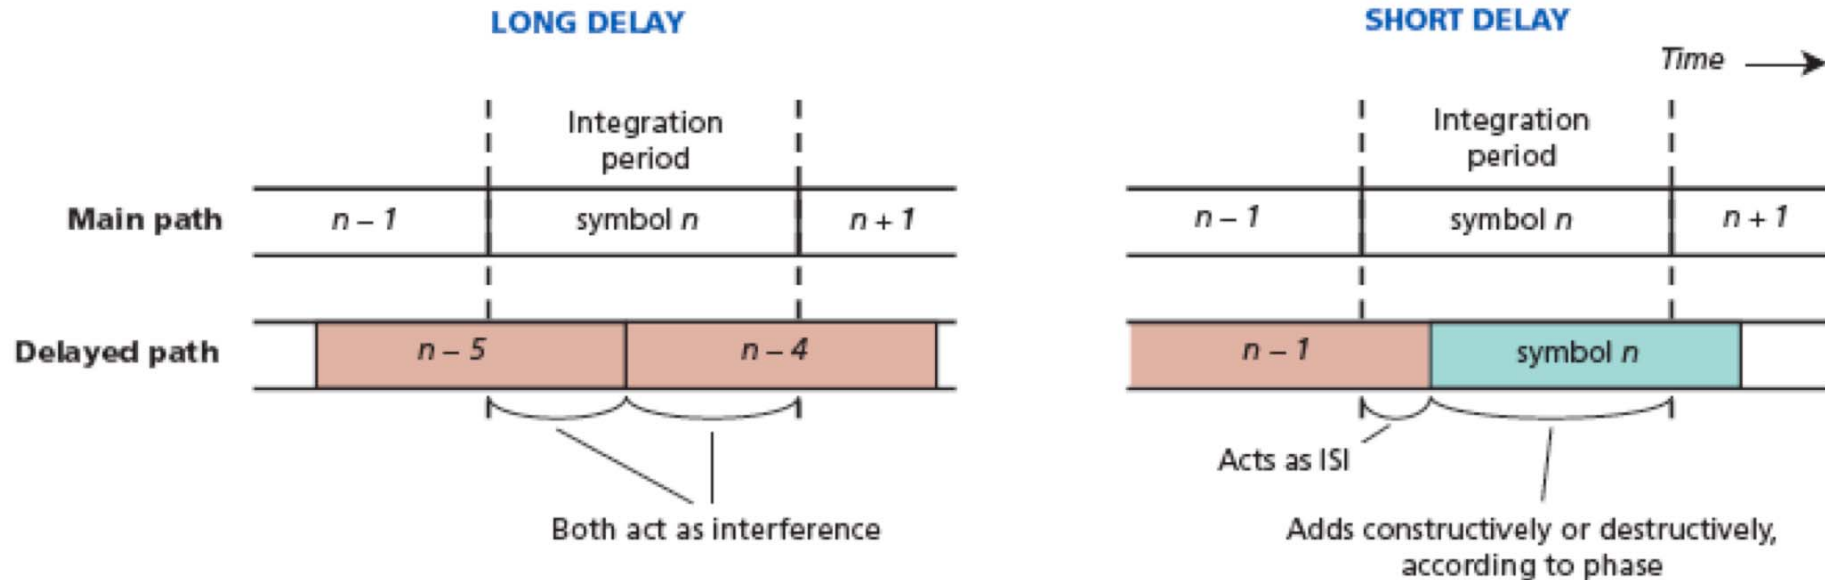 LONG DELAY
SHORT DELAY
Time
Integration
period
Integration
period
Main path
n – 1
symbol n
n + 1
n – 1
symbol n
n + 1
Delayed path
n – 5
n – 4
n – 1
symbol n
Acts as ISI
Both act as interference
Adds constructively or destructively,
according to phase